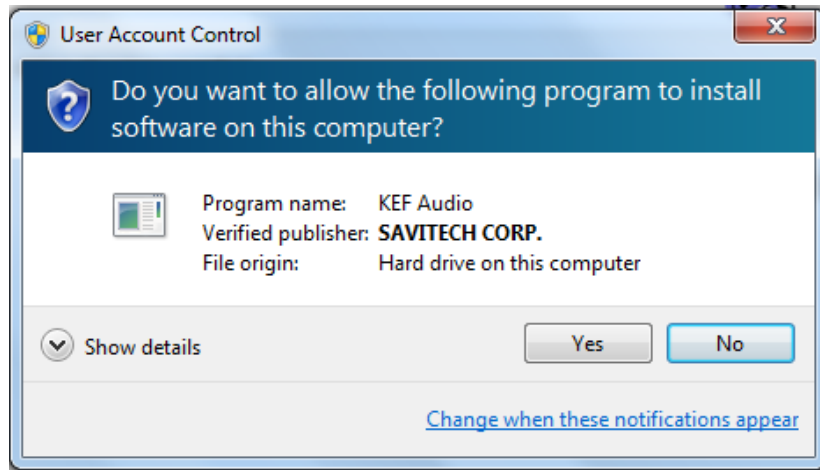 User Account Control
Do you want to allow the following program to install
software on this computer?
Program name: KEF Audio
Verified publisher: SAVITECH CORP.
File origin: Hard drive on this computer
Show details
Yes
No
Change when these notifications appear